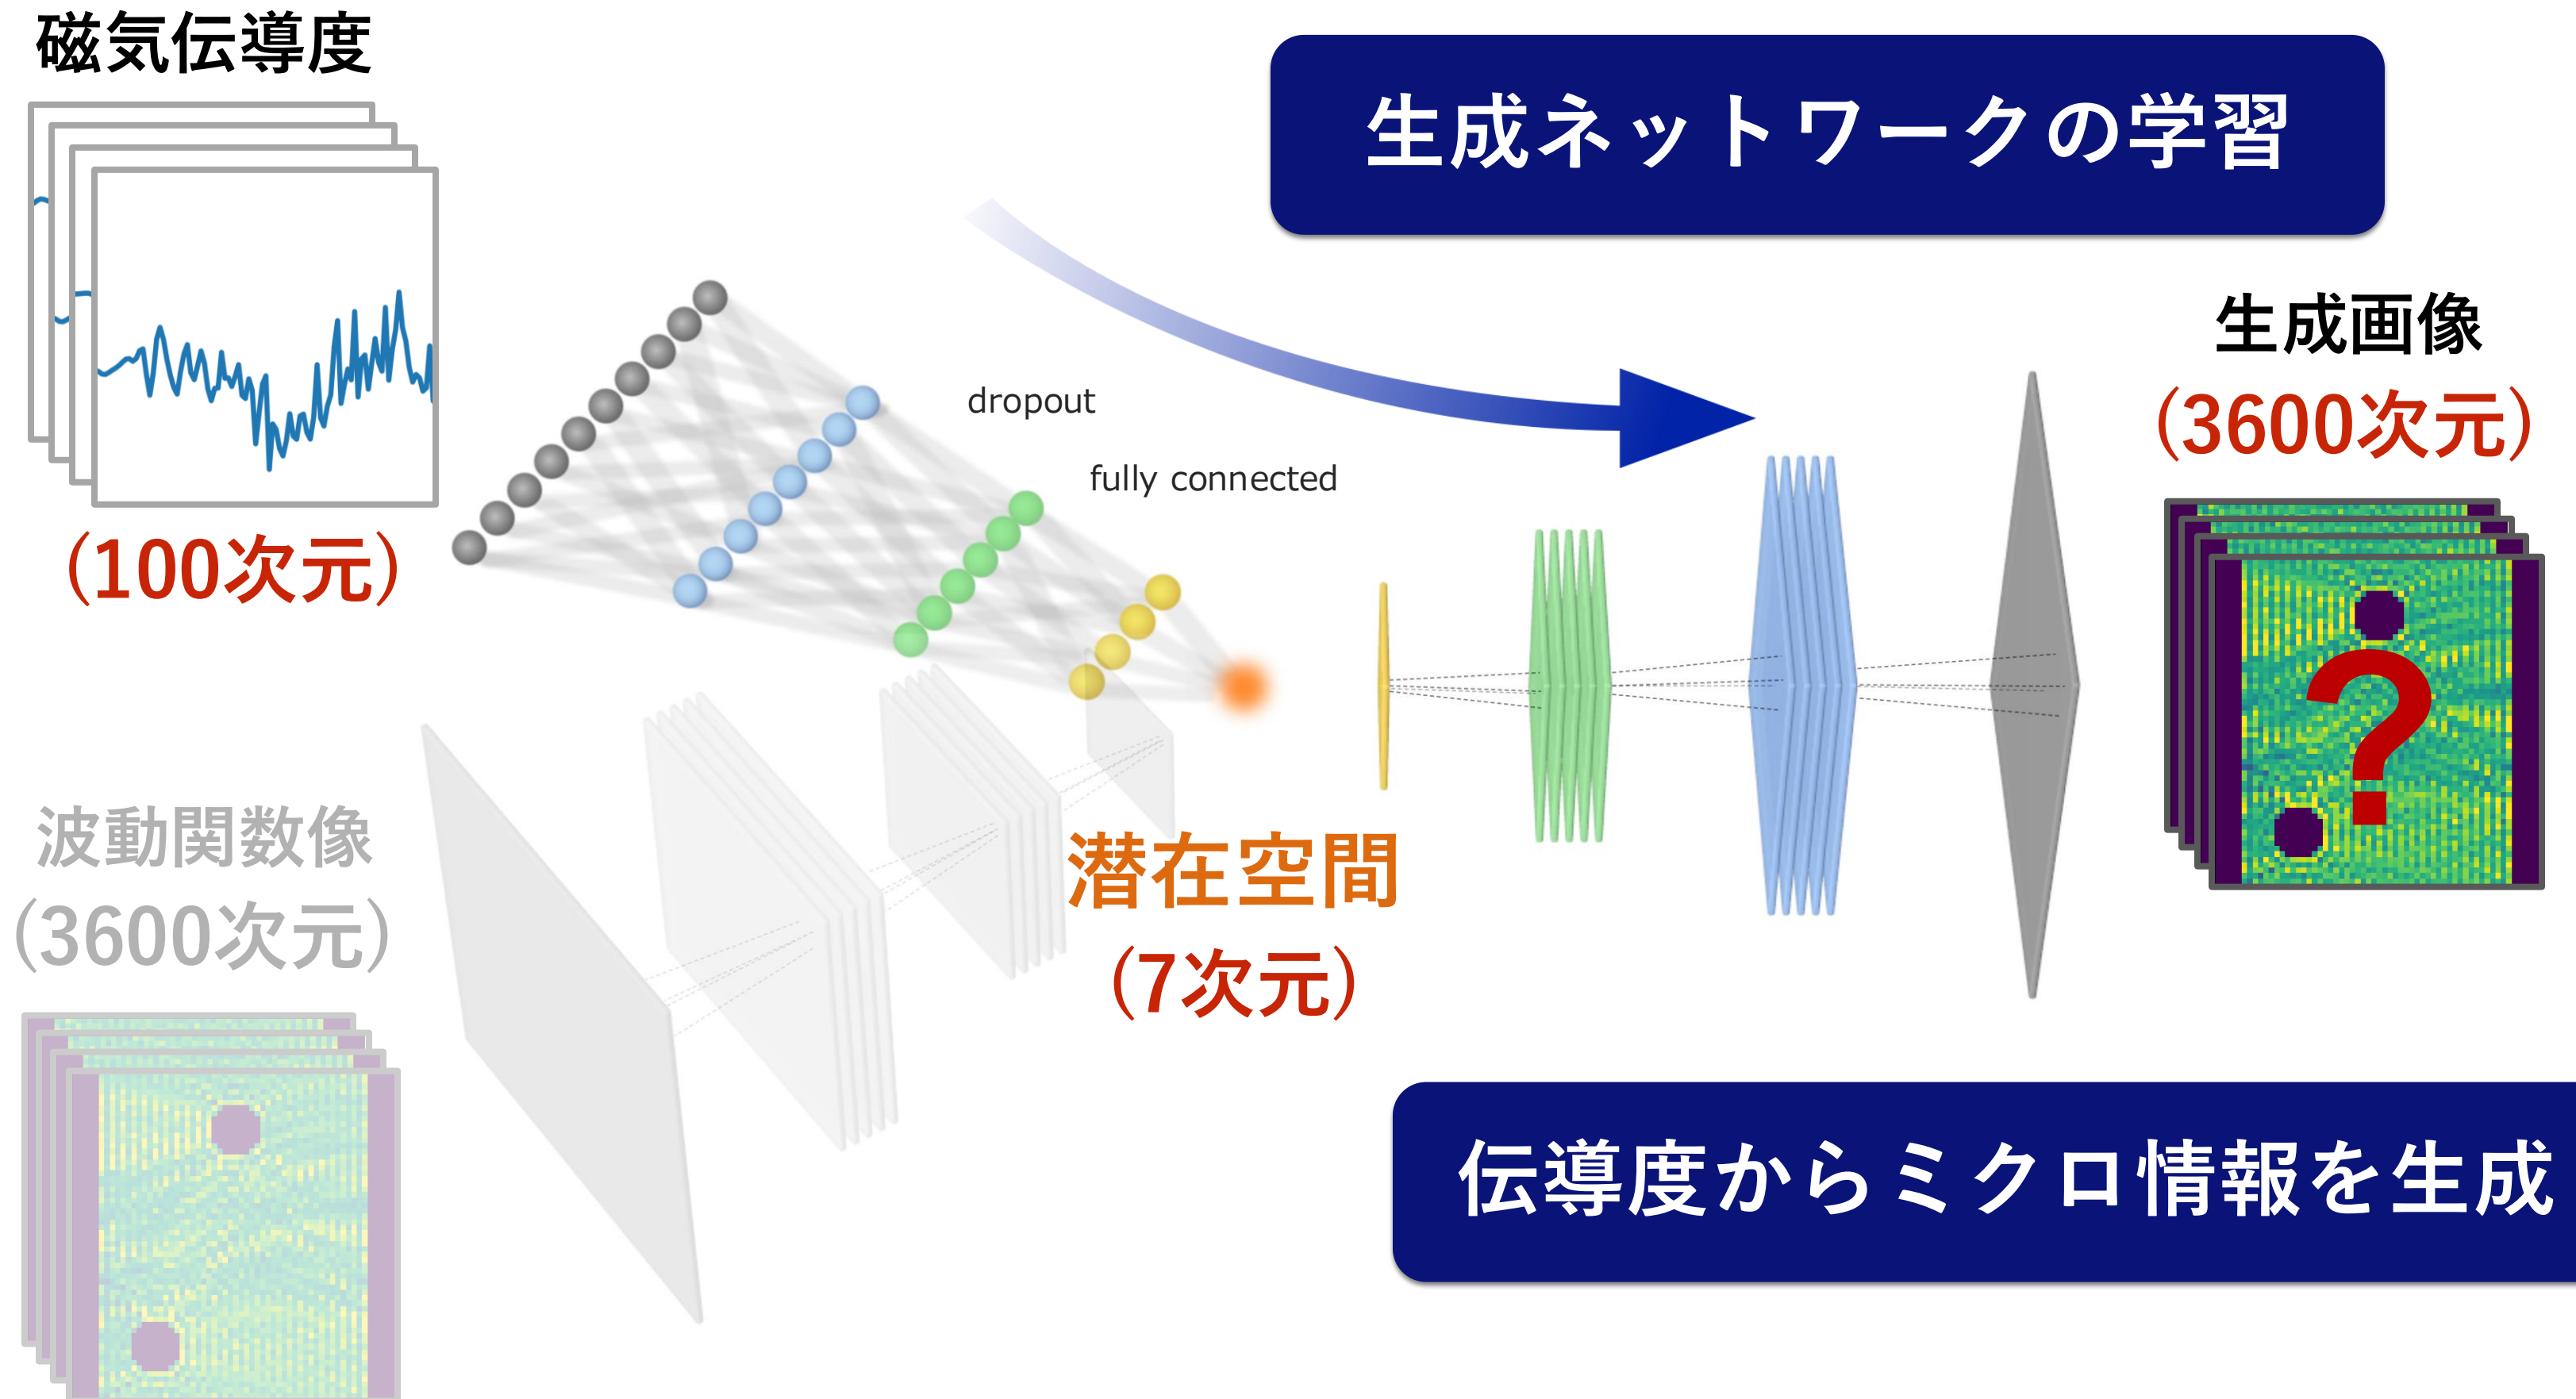 磁気伝導度
(100次元)
生成ネットワークの学習
dropout
fully connected
生成画像
(3600次元)
?
波動関数像
(3600次元)
潜在空間
(7次元)
伝導度からミクロ情報を生成